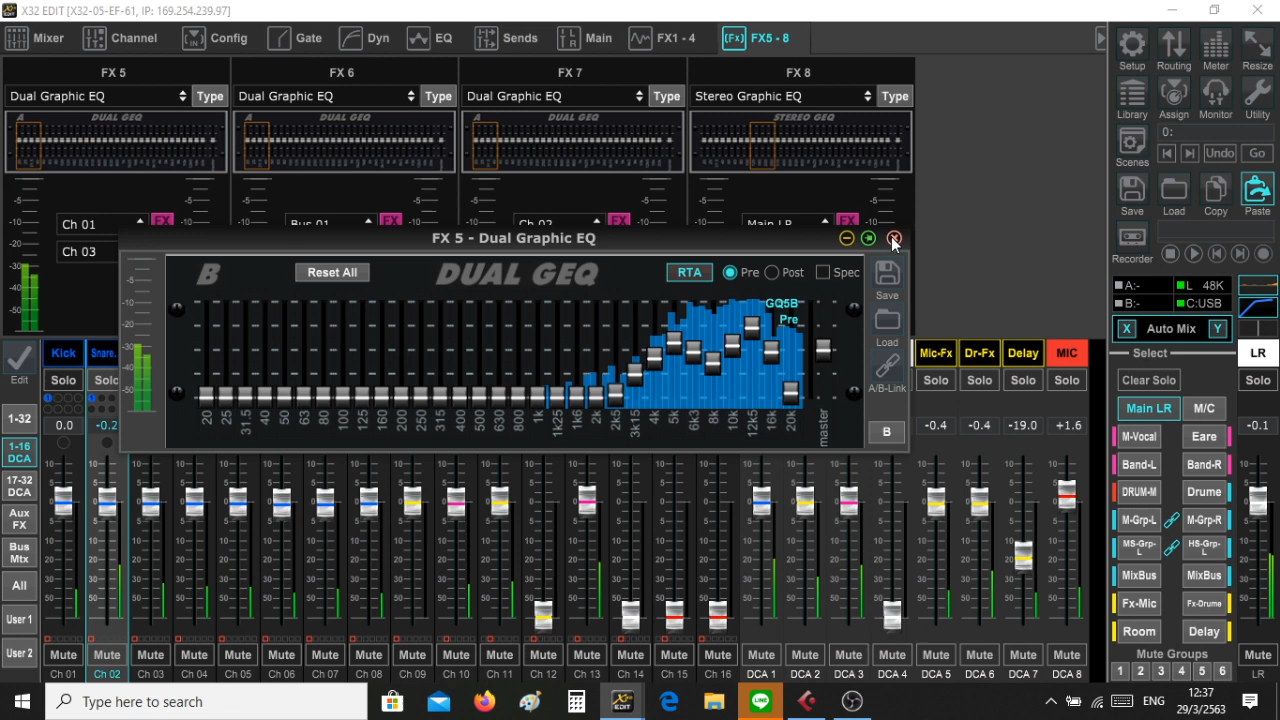 X32 EDIT [X32-05-EF-61, IP: 169.254.239.97]
Mixer Channel Config Gate Dyn EQ Sends Main FX1 - 4 FX5 - 8
Setup Routing Meter Resize
FX 5 FX 6 FX 7 FX 8
Dual Graphic EQ Type Dual Graphic EQ Type Dual Graphic EQ Type Stereo Graphic EQ Type
A DUAL GEQ A DUAL GEQ A DUAL GEQ STEREO GEQ
Library Assign Monitor Utility
0:
Undo Go
Scenes
Save Load Copy Paste
Ch 01 FX Bus 01 FX Ch 02 FX Main LR FX
Ch 03
Recorder
FX 5 - Dual Graphic EQ
B Reset All DUAL GEQ RTA Pre Post Spec
Save
GQ5B
Pre
Load
A/B-Link
B
20 25 31.5 40 50 63 80 100 125 160 200 250 315 400 500 630 800 1k 1k25 1k6 2k 2k5 3k15 4k 5k 6k3 8k 10k 12k5 16k 20k master
A:- L 48K
B:- C:USB
X Auto Mix Y
Edit
Kick Snare. Mic-Fx Dr-Fx Delay MIC Select LR
Solo Solo Solo Solo Solo Solo Clear Solo Solo
0.0 -0.2 -0.4 -0.4 -19.0 +1.6 -0.1
Main LR M/C
M-Vocal Eare
Band-L Band-R
DRUM-M Drume
M-Grp-L M-Grp-R
MS-Grp-L HS-Grp-L
MixBus MixBus
Fx-Mic Fx-Drume
Room Delay
Mute Groups
1 2 3 4 5 6
1-32
1-16 DCA
17-32 DCA
Aux FX
Bus Mtx
All
User 1
User 2
Mute Mute Mute Mute Mute Mute Mute Mute Mute Mute Mute Mute Mute Mute Mute Mute Mute Mute Mute Mute Mute Mute Mute Mute Mute
Ch 01 Ch 02 Ch 03 Ch 04 Ch 05 Ch 06 Ch 07 Ch 08 Ch 09 Ch 10 Ch 11 Ch 12 Ch 13 Ch 14 Ch 15 Ch 16 DCA 1 DCA 2 DCA 3 DCA 4 DCA 5 DCA 6 DCA 7 DCA 8 LR
Type here to search
ENG
12:37
29/3/2563